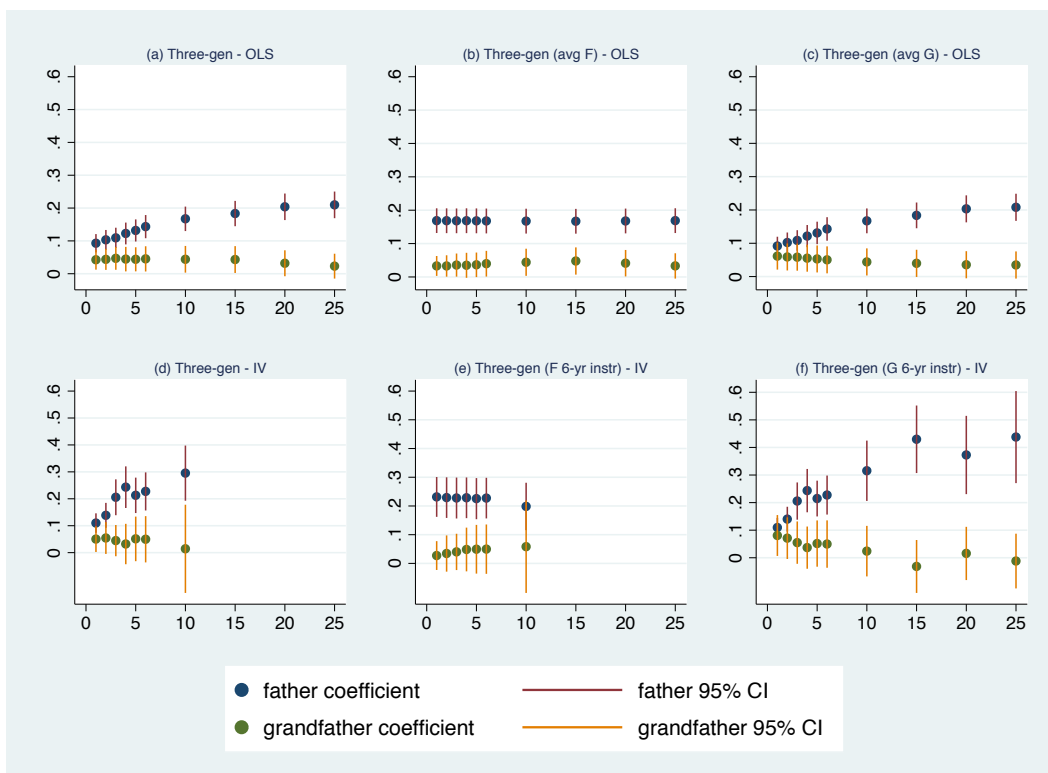 (a) Three-gen - OLS
(b) Three-gen (avg F) - OLS
(c) Three-gen (avg G) - OLS
.6 .6 .6
.5 .5 .5
.4 .4 .4
.3 .3 .3
.2 .2 .2
.1 .1 .1
0 0 0
0 5 10 15 20 25
0 5 10 15 20 25
0 5 10 15 20 25
(d) Three-gen - IV
(e) Three-gen (F 6-yr instr) - IV
(f) Three-gen (G 6-yr instr) - IV
.6 .6 .6
.5 .5 .5
.4 .4 .4
.3 .3 .3
.2 .2 .2
.1 .1 .1
0 0 0
0 5 10 15 20 25
0 5 10 15 20 25
0 5 10 15 20 25
father coefficient father 95% CI
grandfather coefficient grandfather 95% CI